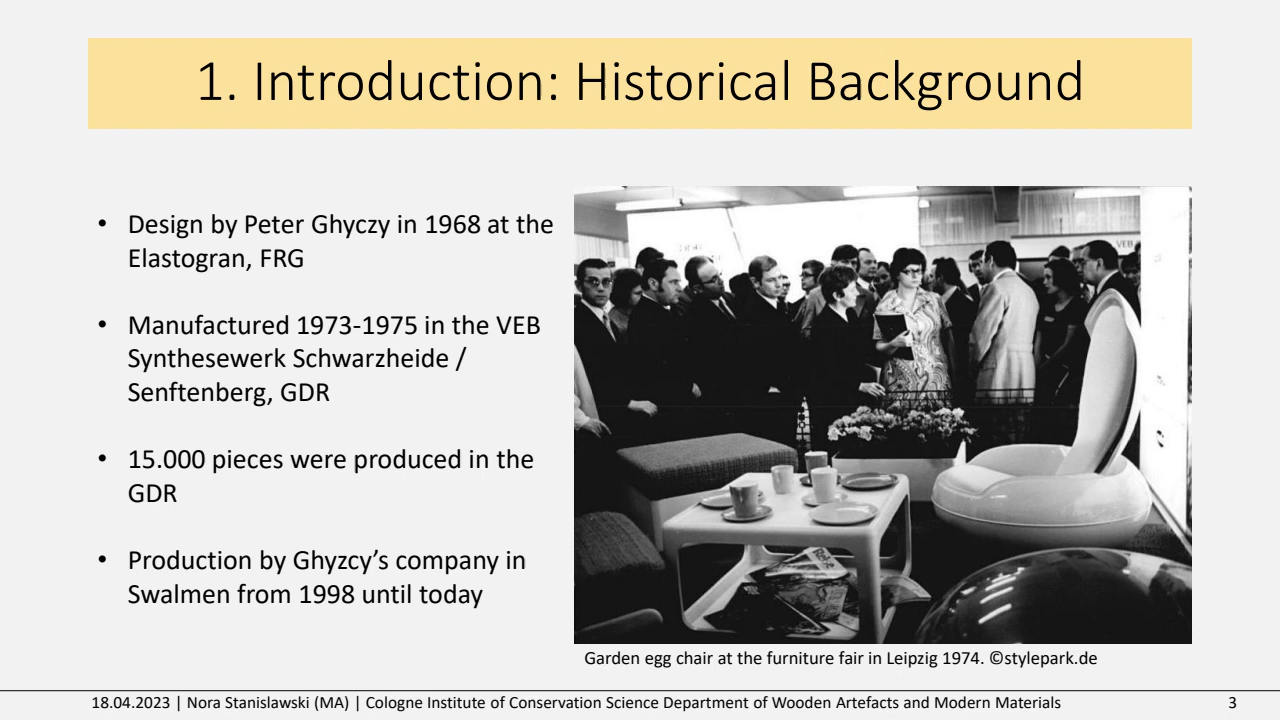 1. Introduction: Historical Background
• Design by Peter Ghyczy in 1968 at the
Elastogran, FRG
• Manufactured 1973-1975 in the VEB
Synthesewerk Schwarzheide /
Senftenberg, GDR
• 15.000 pieces were produced in the
GDR
• Production by Ghyzcy’s company in
Swalmen from 1998 until today
VEB
Garden egg chair at the furniture fair in Leipzig 1974. ©stylepark.de
18.04.2023 | Nora Stanislawski (MA) | Cologne Institute of Conservation Science Department of Wooden Artefacts and Modern Materials
3